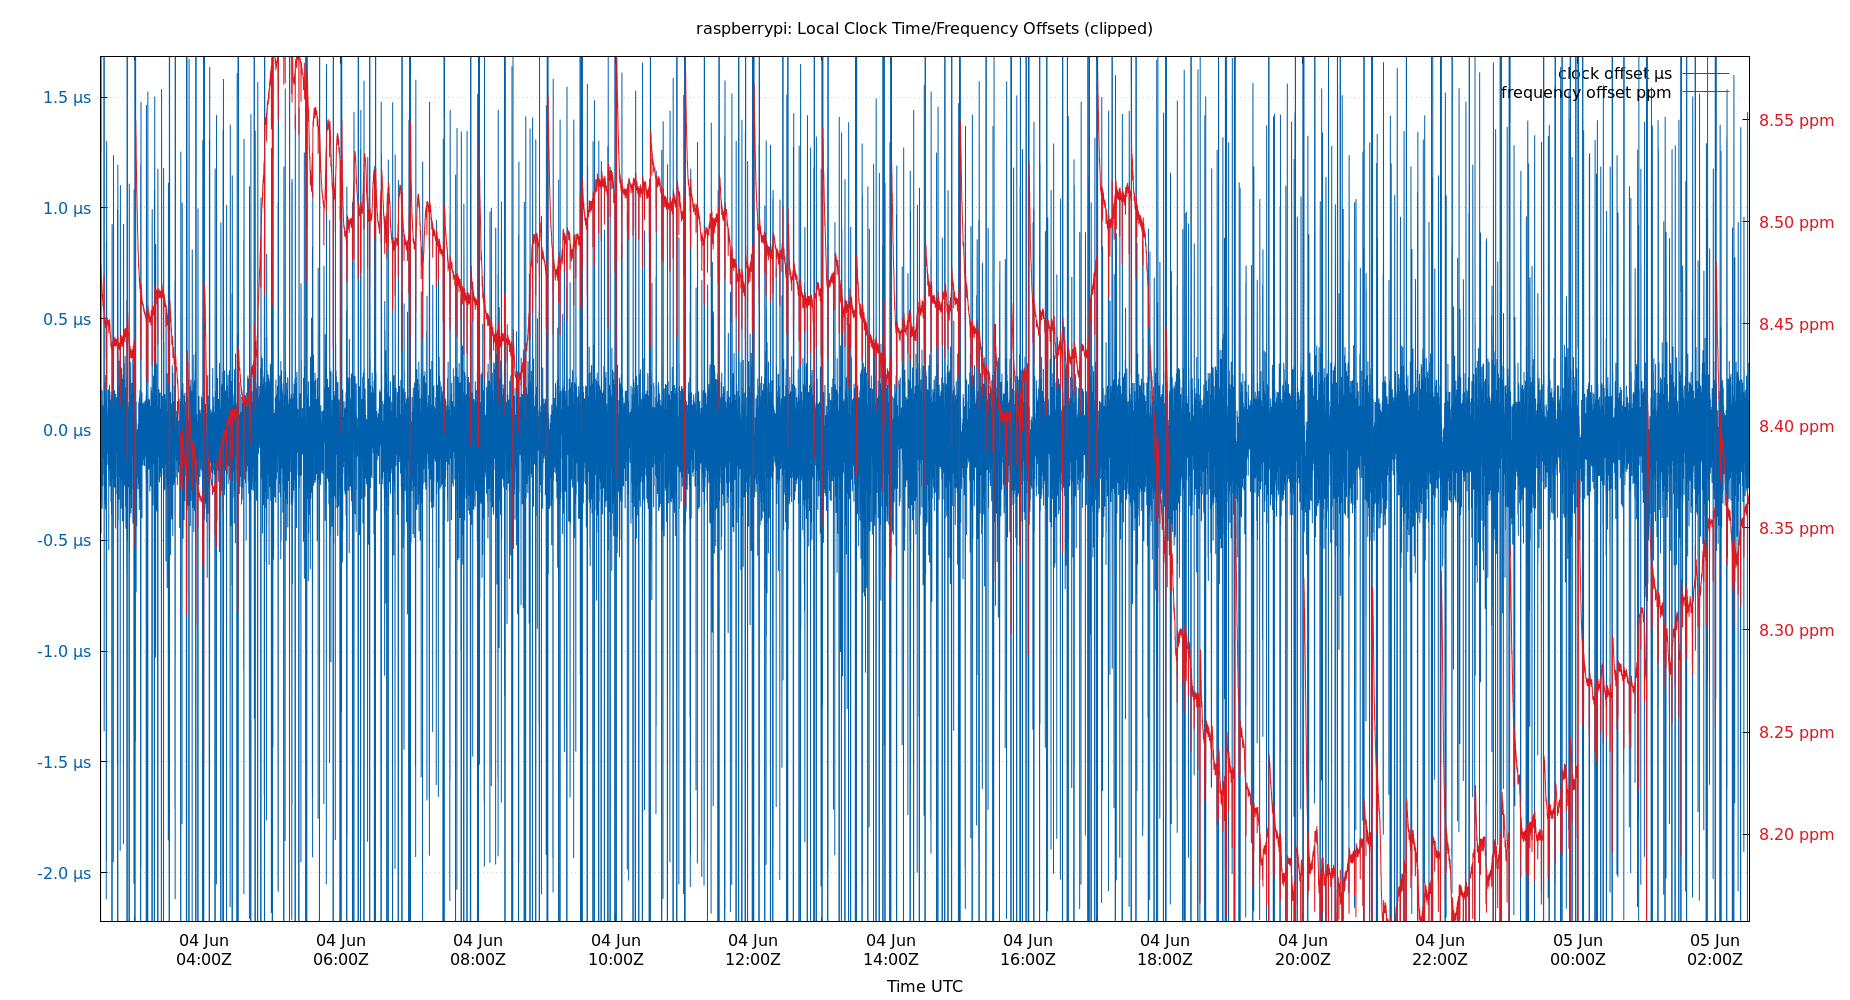 raspberrypi: Local Clock Time/Frequency Offsets (clipped)
clock offset µs
frequency offset ppm
1.5 µs
1.0 µs
0.5 µs
0.0 µs
-0.5 µs
-1.0 µs
-1.5 µs
-2.0 µs
8.55 ppm
8.50 ppm
8.45 ppm
8.40 ppm
8.35 ppm
8.30 ppm
8.25 ppm
8.20 ppm
04 Jun
04:00Z
04 Jun
06:00Z
04 Jun
08:00Z
04 Jun
10:00Z
04 Jun
12:00Z
04 Jun
14:00Z
04 Jun
16:00Z
04 Jun
18:00Z
04 Jun
20:00Z
04 Jun
22:00Z
05 Jun
00:00Z
05 Jun
02:00Z
Time UTC